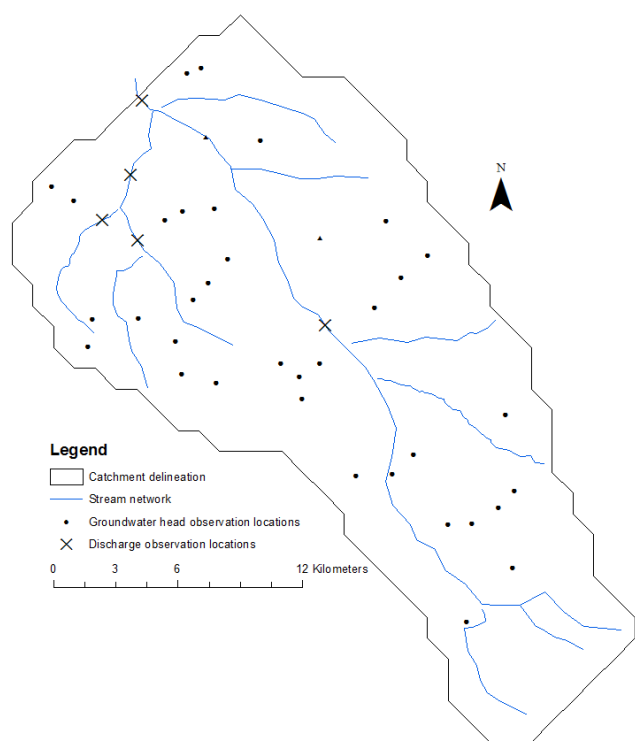 N
Legend
Catchment delineation
Stream network
Groundwater head observation locations
Discharge observation locations
0 3 6 12 Kilometers